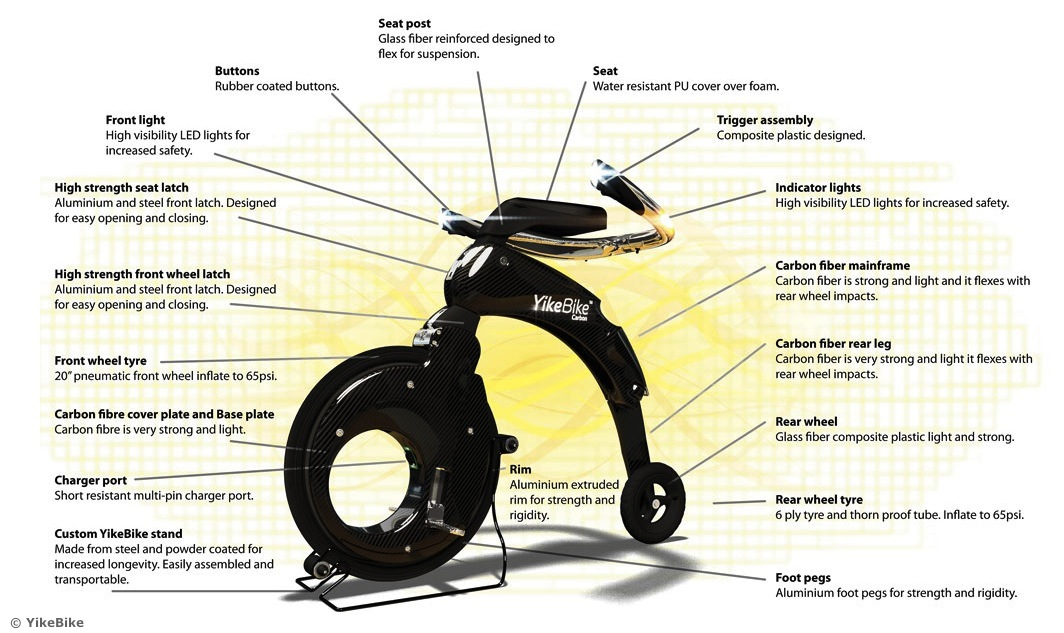 Seat post
Glass fiber reinforced designed to
flex for suspension.
Buttons
Rubber coated buttons.
Seat
Water resistant PU cover over foam.
Front light
High visibility LED lights for
increased safety.
Trigger assembly
Composite plastic designed.
High strength seat latch
Aluminium and steel front latch. Designed
for easy opening and closing.
Indicator lights
High visibility LED lights for increased safety.
High strength front wheel latch
Aluminium and steel front latch. Designed
for easy opening and closing.
Carbon fiber mainframe
Carbon fiber is strong and light and it flexes with
rear wheel impacts.
YikeBike™
Carbon
Front wheel tyre
20" pneumatic front wheel inflate to 65psi.
Carbon fiber rear leg
Carbon fiber is very strong and light it flexes with
rear wheel impacts.
Carbon fibre cover plate and Base plate
Carbon fibre is very strong and light.
Rear wheel
Glass fiber composite plastic light and strong.
Charger port
Short resistant multi-pin charger port.
Rim
Aluminium extruded
rim for strength and
rigidity.
Rear wheel tyre
6 ply tyre and thorn proof tube. Inflate to 65psi.
Custom YikeBike stand
Made from steel and powder coated for
increased longevity. Easily assembled and
transportable.
Foot pegs
Aluminium foot pegs for strength and rigidity.
© YikeBike